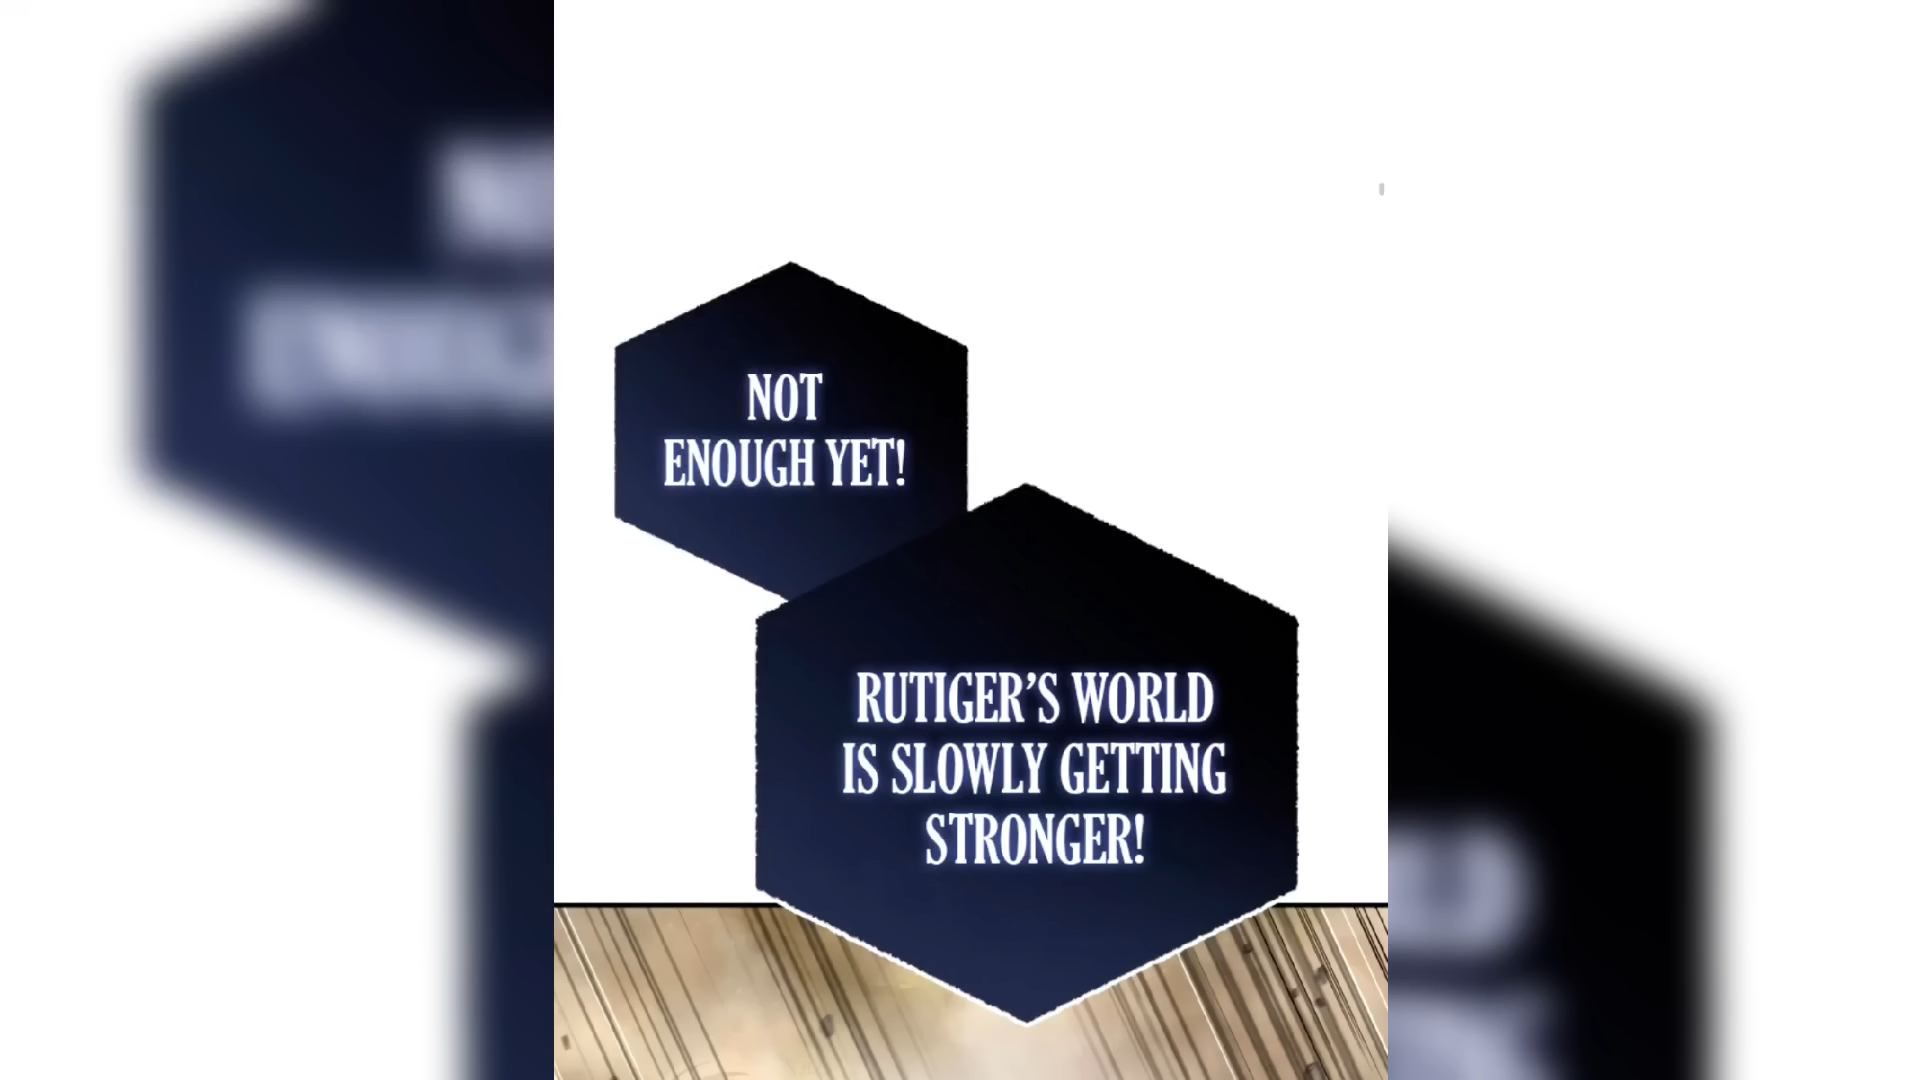 NOT
ENOUGH YET!
RUTIGER’S WORLD
IS SLOWLY GETTING
STRONGER!